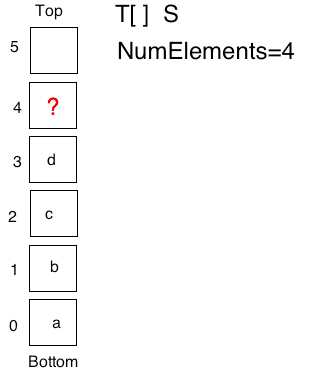 Top
T[ ] S
NumElements=4
5
4 ?
3 d
2 c
1 b
0 a
Bottom